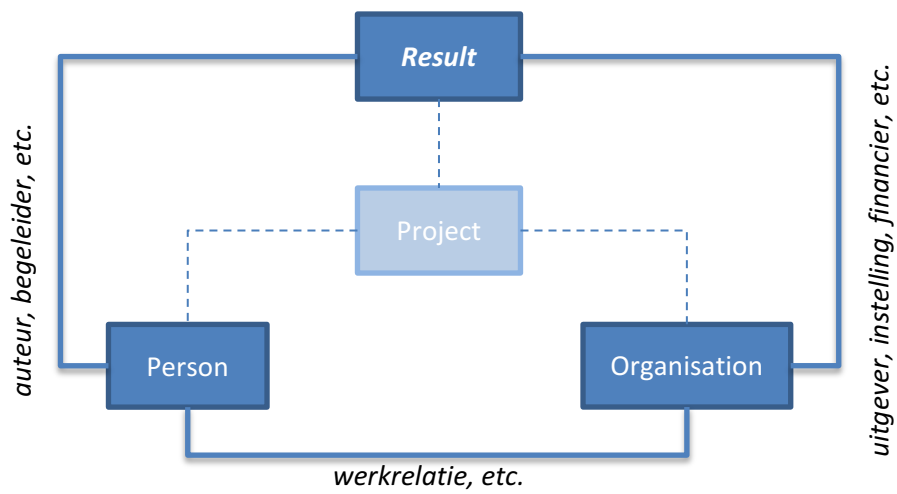 Result
auteur, begeleider, etc.
uitgever, instelling, financier, etc.
Project
Person
Organisation
werkrelatie, etc.